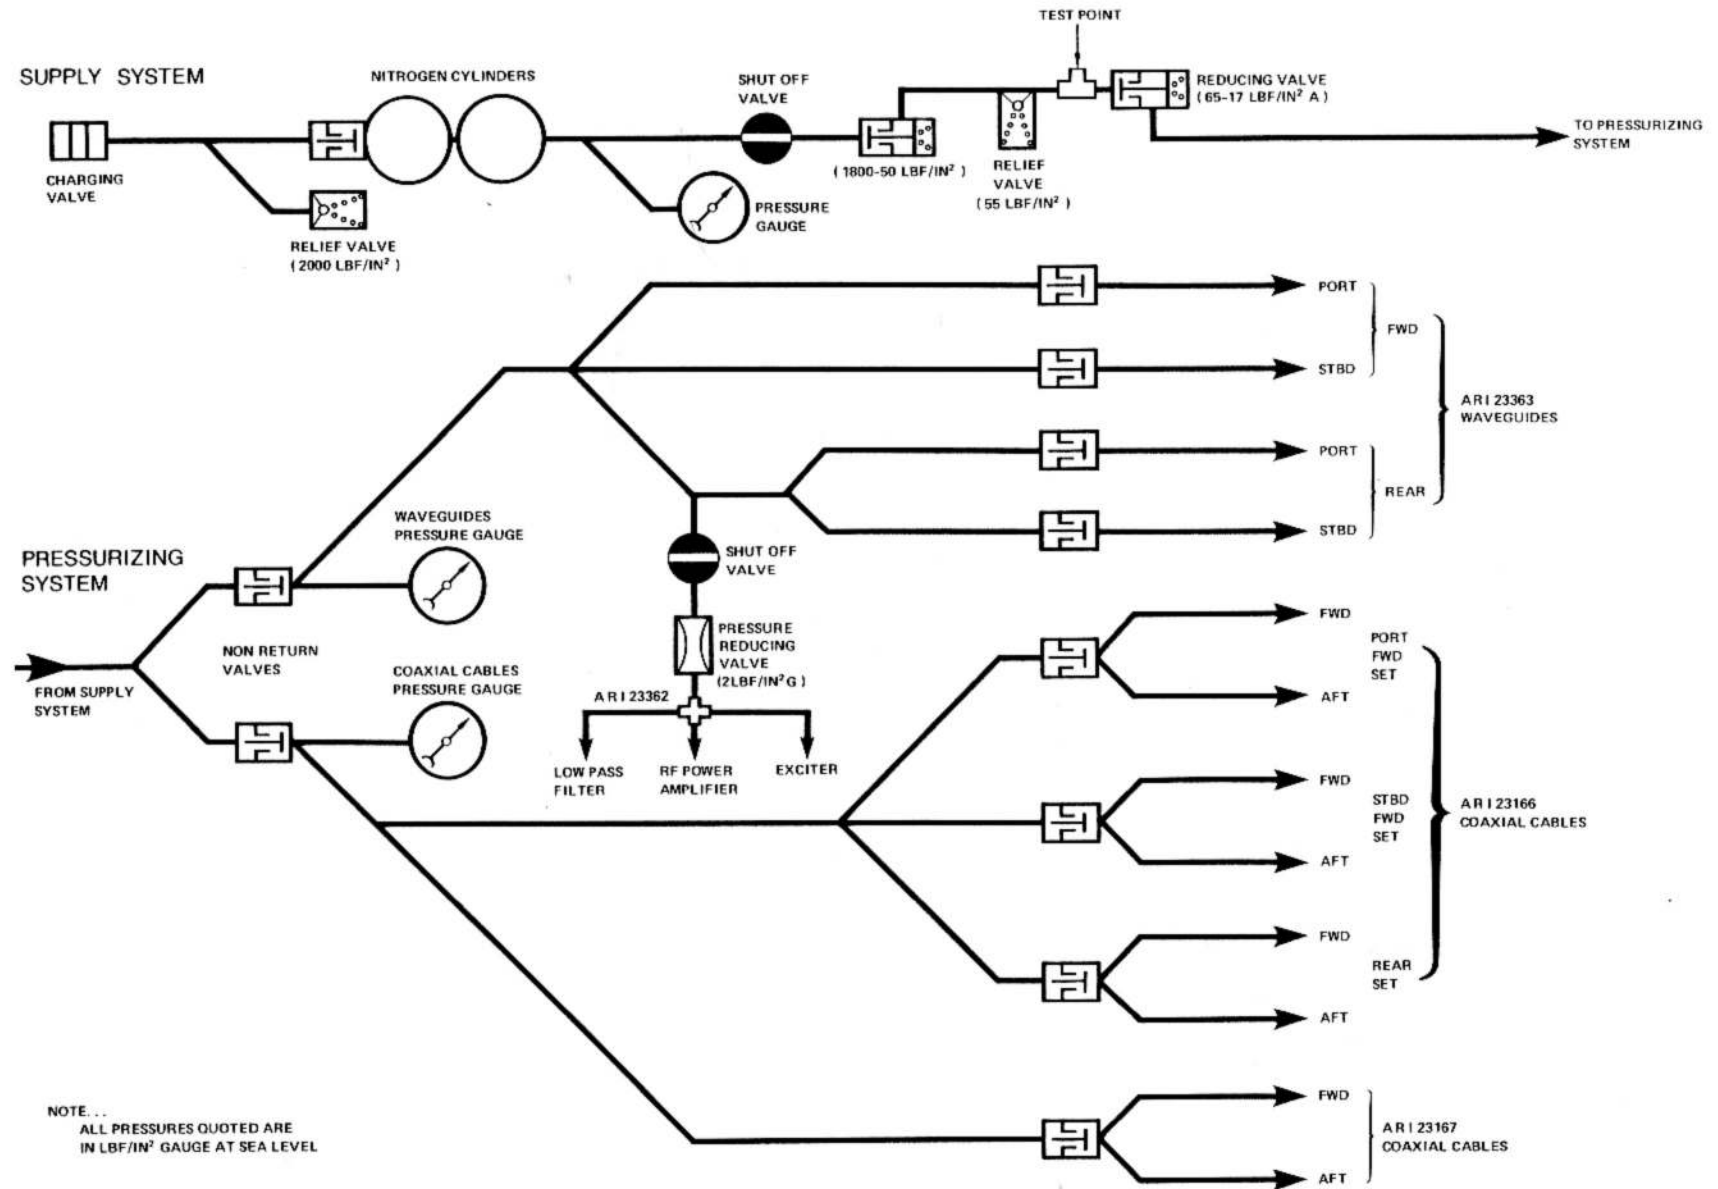 TEST POINT
SUPPLY SYSTEM
NITROGEN CYLINDERS
SHUT OFF
VALVE
REDUCING VALVE
(65-17 LBF/IN² A)
TO PRESSURIZING
SYSTEM
CHARGING
VALVE
(1800-50 LBF/IN²)
RELIEF
VALVE
(55 LBF/IN²)
PRESSURE
GAUGE
RELIEF VALVE
(2000 LBF/IN²)
PORT
FWD
STBD
ARI 23363
WAVEGUIDES
PORT
REAR
STBD
WAVEGUIDES
PRESSURE GAUGE
SHUT OFF
VALVE
PRESSURIZING
SYSTEM
NON RETURN
VALVES
PRESSURE
REDUCING
VALVE
(2LBF/IN²G)
COAXIAL CABLES
PRESSURE GAUGE
FROM SUPPLY
SYSTEM
ARI 23362
LOW PASS
FILTER
RF POWER
AMPLIFIER
EXCITER
FWD
PORT
FWD
SET
AFT
FWD
STBD
FWD
SET
ARI 23166
COAXIAL CABLES
AFT
FWD
REAR
SET
AFT
FWD
ARI 23167
COAXIAL CABLES
AFT
NOTE...
ALL PRESSURES QUOTED ARE
IN LBF/IN² GAUGE AT SEA LEVEL